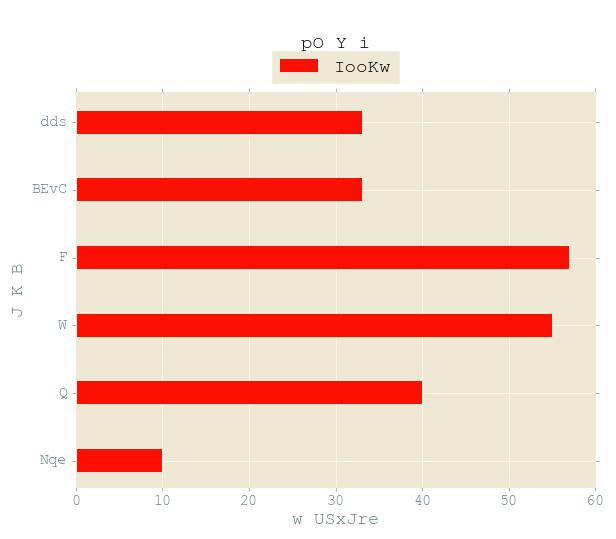 pO Y i
IooKw
dds
BEvC
F
W
Q
Nqe
J K B
0 10 20 30 40 50 60
w USxJre